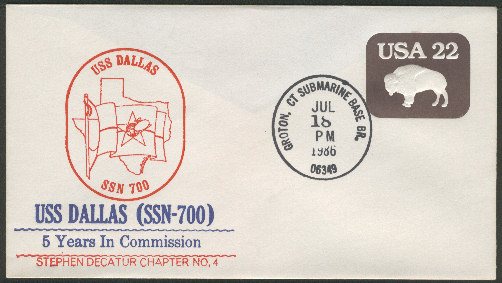 USS DALLAS
SSN 700
USS DALLAS (SSN-700)
5 Years In Commission
STEPHEN DECATUR CHAPTER NO. 4
GROTON, CT SUBMARINE BASE BR.
JUL
18
PM
1986
06349
USA 22